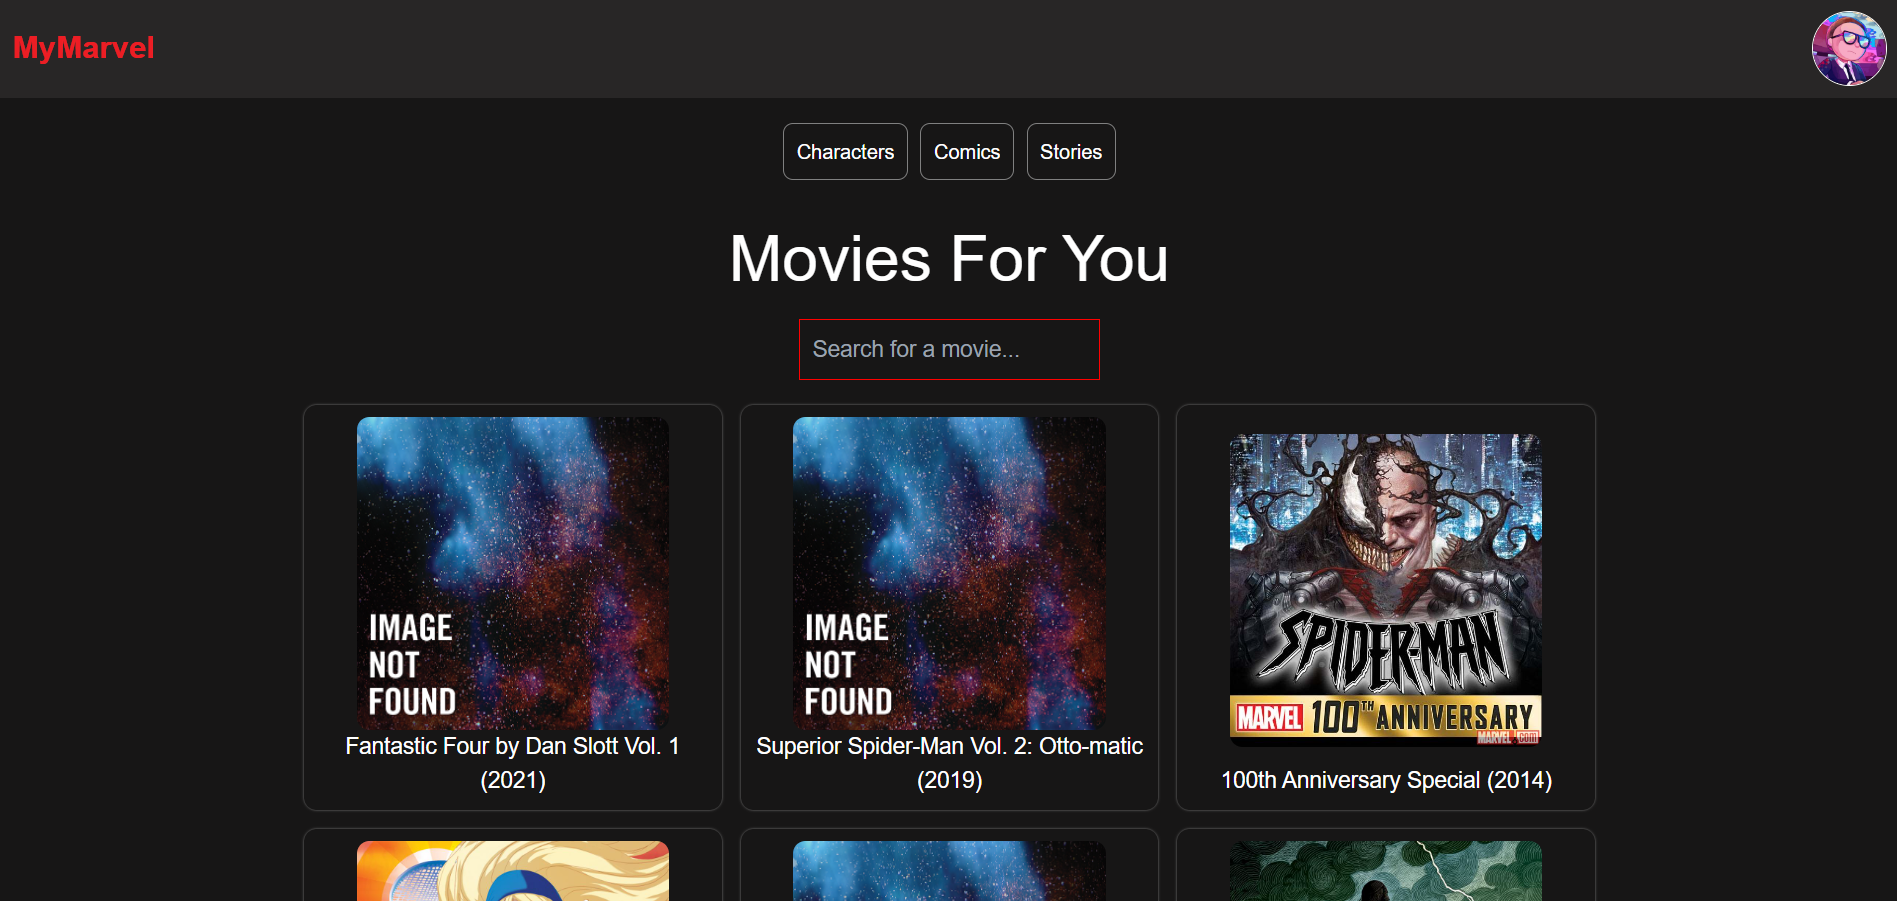 MyMarvel
Characters
Comics
Stories
Movies For You
Search for a movie...
IMAGE
NOT
FOUND
Fantastic Four by Dan Slott Vol. 1
(2021)
IMAGE
NOT
FOUND
Superior Spider-Man Vol. 2: Otto-matic
(2019)
SPIDER-MAN
MARVEL 100TH ANNIVERSARY
MARVEL.COM
100th Anniversary Special (2014)